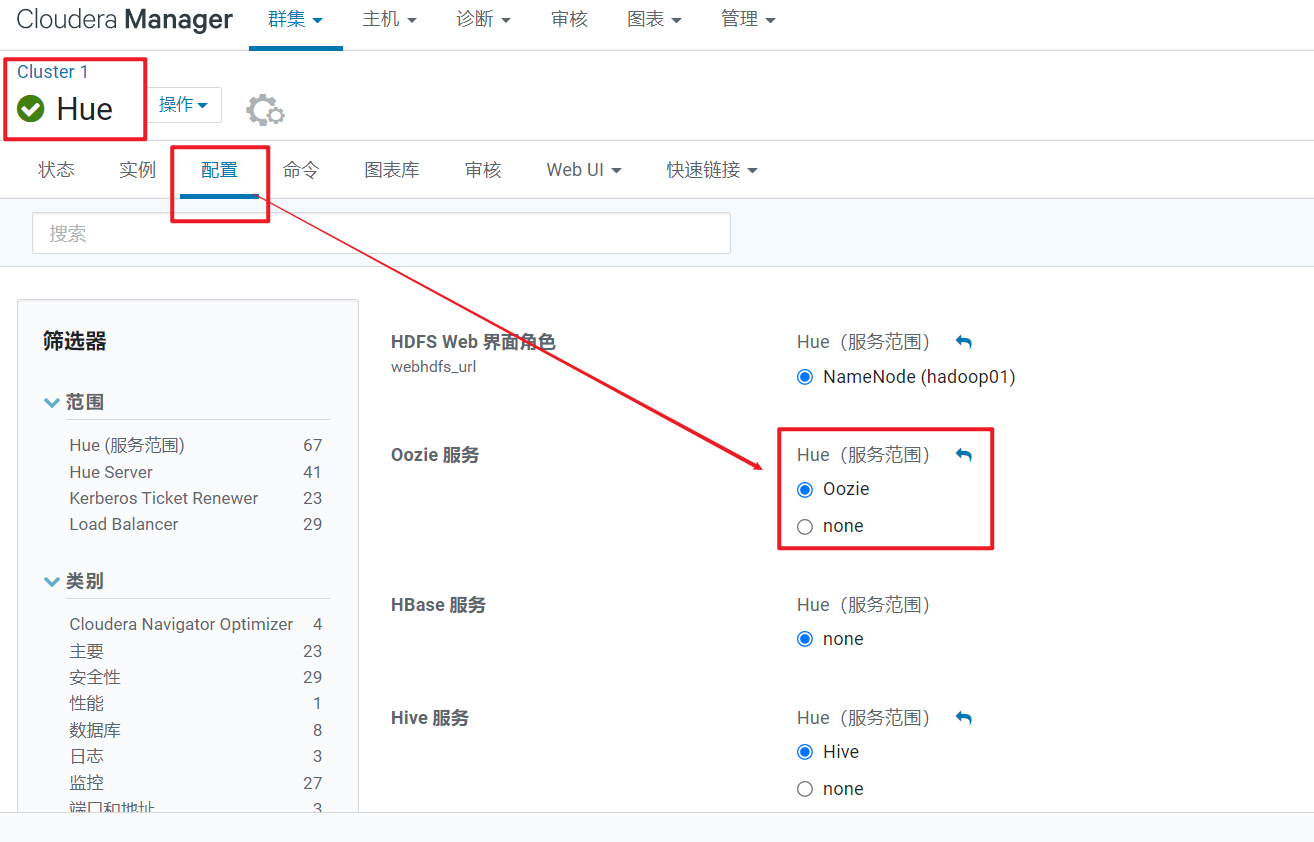 Cloudera Manager 群集 主机 诊断 审核 图表 管理
Cluster 1
Hue 操作
状态 实例 配置 命令 图表库 审核 Web UI 快速链接
搜索
筛选器
范围
Hue (服务范围) 67
Hue Server 41
Kerberos Ticket Renewer 23
Load Balancer 29
类别
Cloudera Navigator Optimizer 4
主要 23
安全性 29
性能 1
数据库 8
日志 3
监控 27
端口和地址 3
HDFS Web 界面角色 Hue（服务范围）
webhdfs_url
NameNode (hadoop01)
Oozie 服务 Hue（服务范围）
Oozie
none
HBase 服务 Hue（服务范围）
none
Hive 服务 Hue（服务范围）
Hive
none